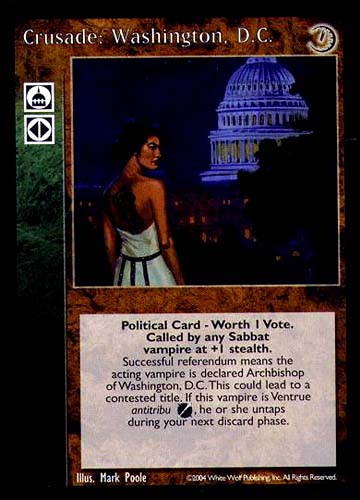 Crusade: Washington, D.C.
Political Card - Worth 1 Vote.
Called by any Sabbat
vampire at +1 stealth.
Successful referendum means the
acting vampire is declared Archbishop
of Washington, D.C. This could lead to a
contested title. If this vampire is Ventrue
antitribu , he or she untaps
during your next discard phase.
Illus. Mark Poole
©2004 White Wolf Publishing, Inc. All Rights Reserved.